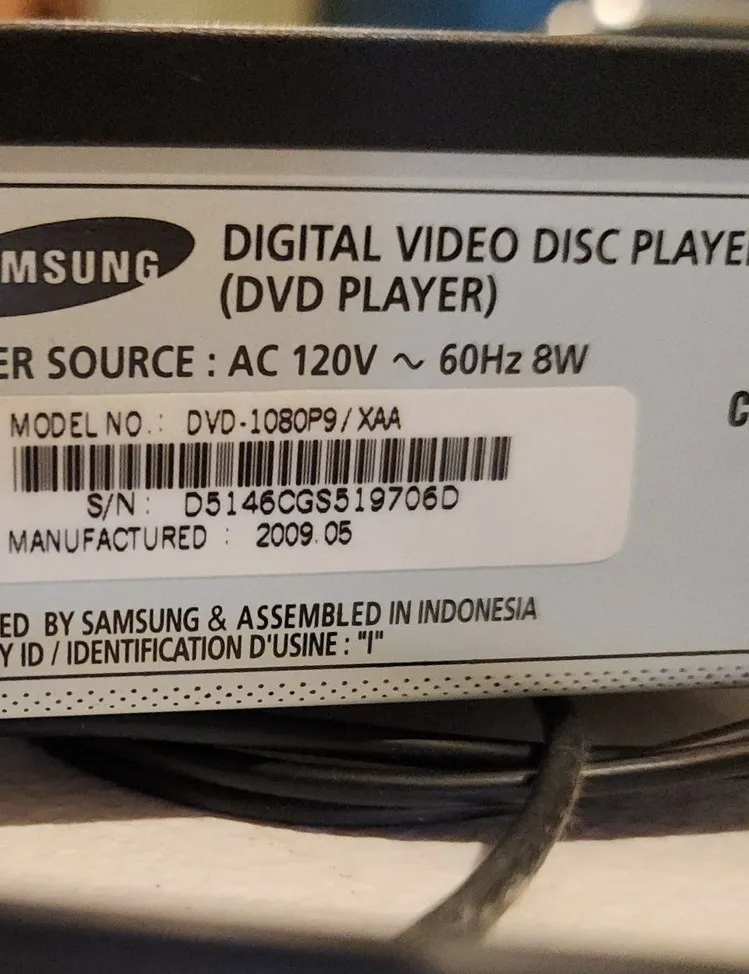 MSUNG
DIGITAL VIDEO DISC PLAYE
(DVD PLAYER)
ER SOURCE : AC 120V ~ 60Hz 8W
C
MODEL NO.: DVD-1080P9/XAA
S/N: D5146CGS519706D
MANUFACTURED : 2009.05
ED BY SAMSUNG & ASSEMBLED IN INDONESIA
Y ID / IDENTIFICATION D'USINE : "I"